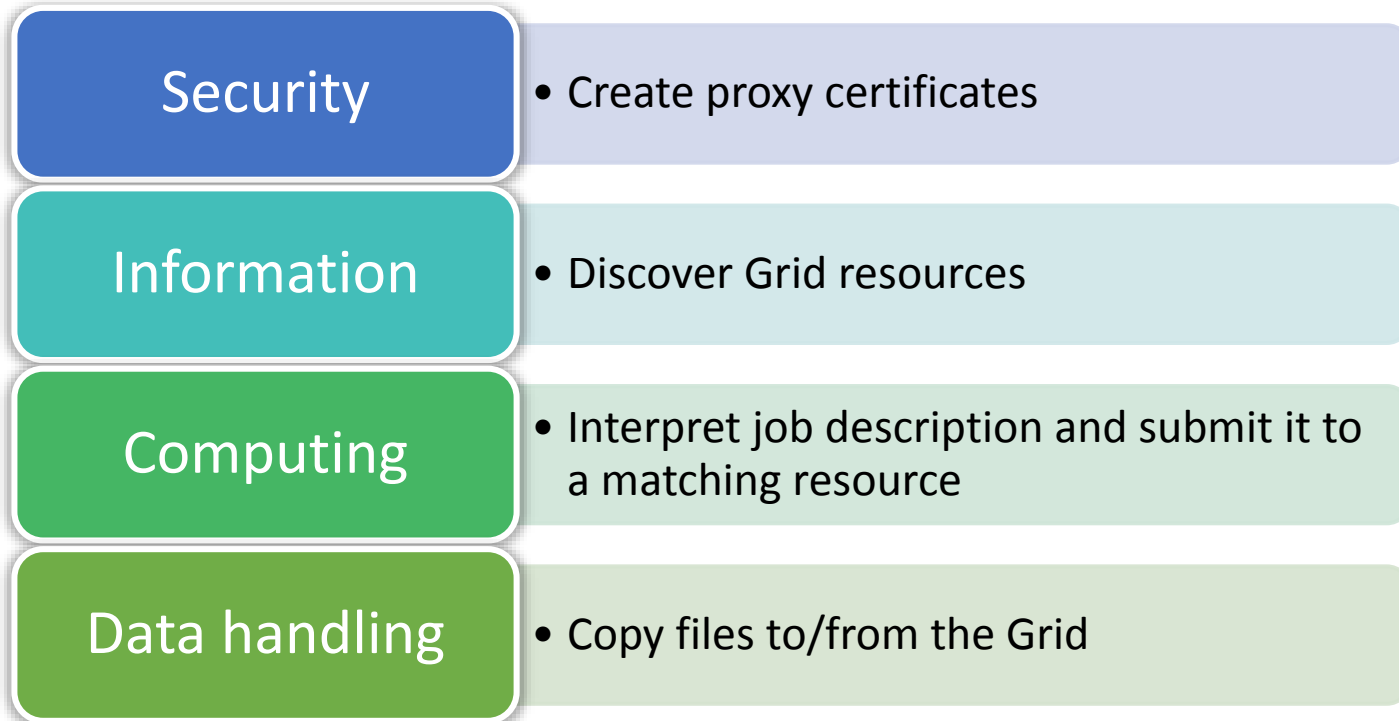 Security
• Create proxy certificates
Information
• Discover Grid resources
Computing
• Interpret job description and submit it to
a matching resource
Data handling
• Copy files to/from the Grid